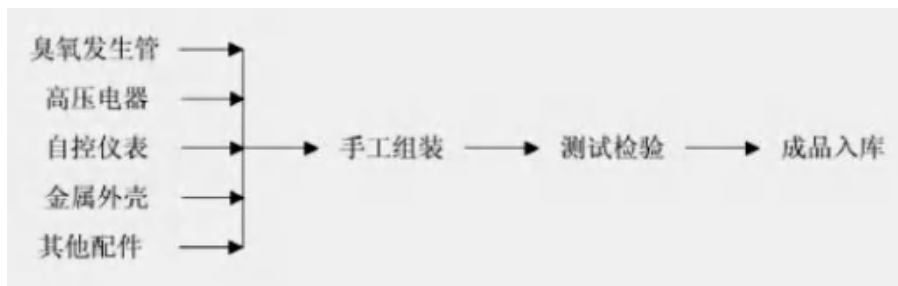 臭氧发生管
高压电器
自控仪表
金属外壳
其他配件
手工组装
测试检验
成品入库